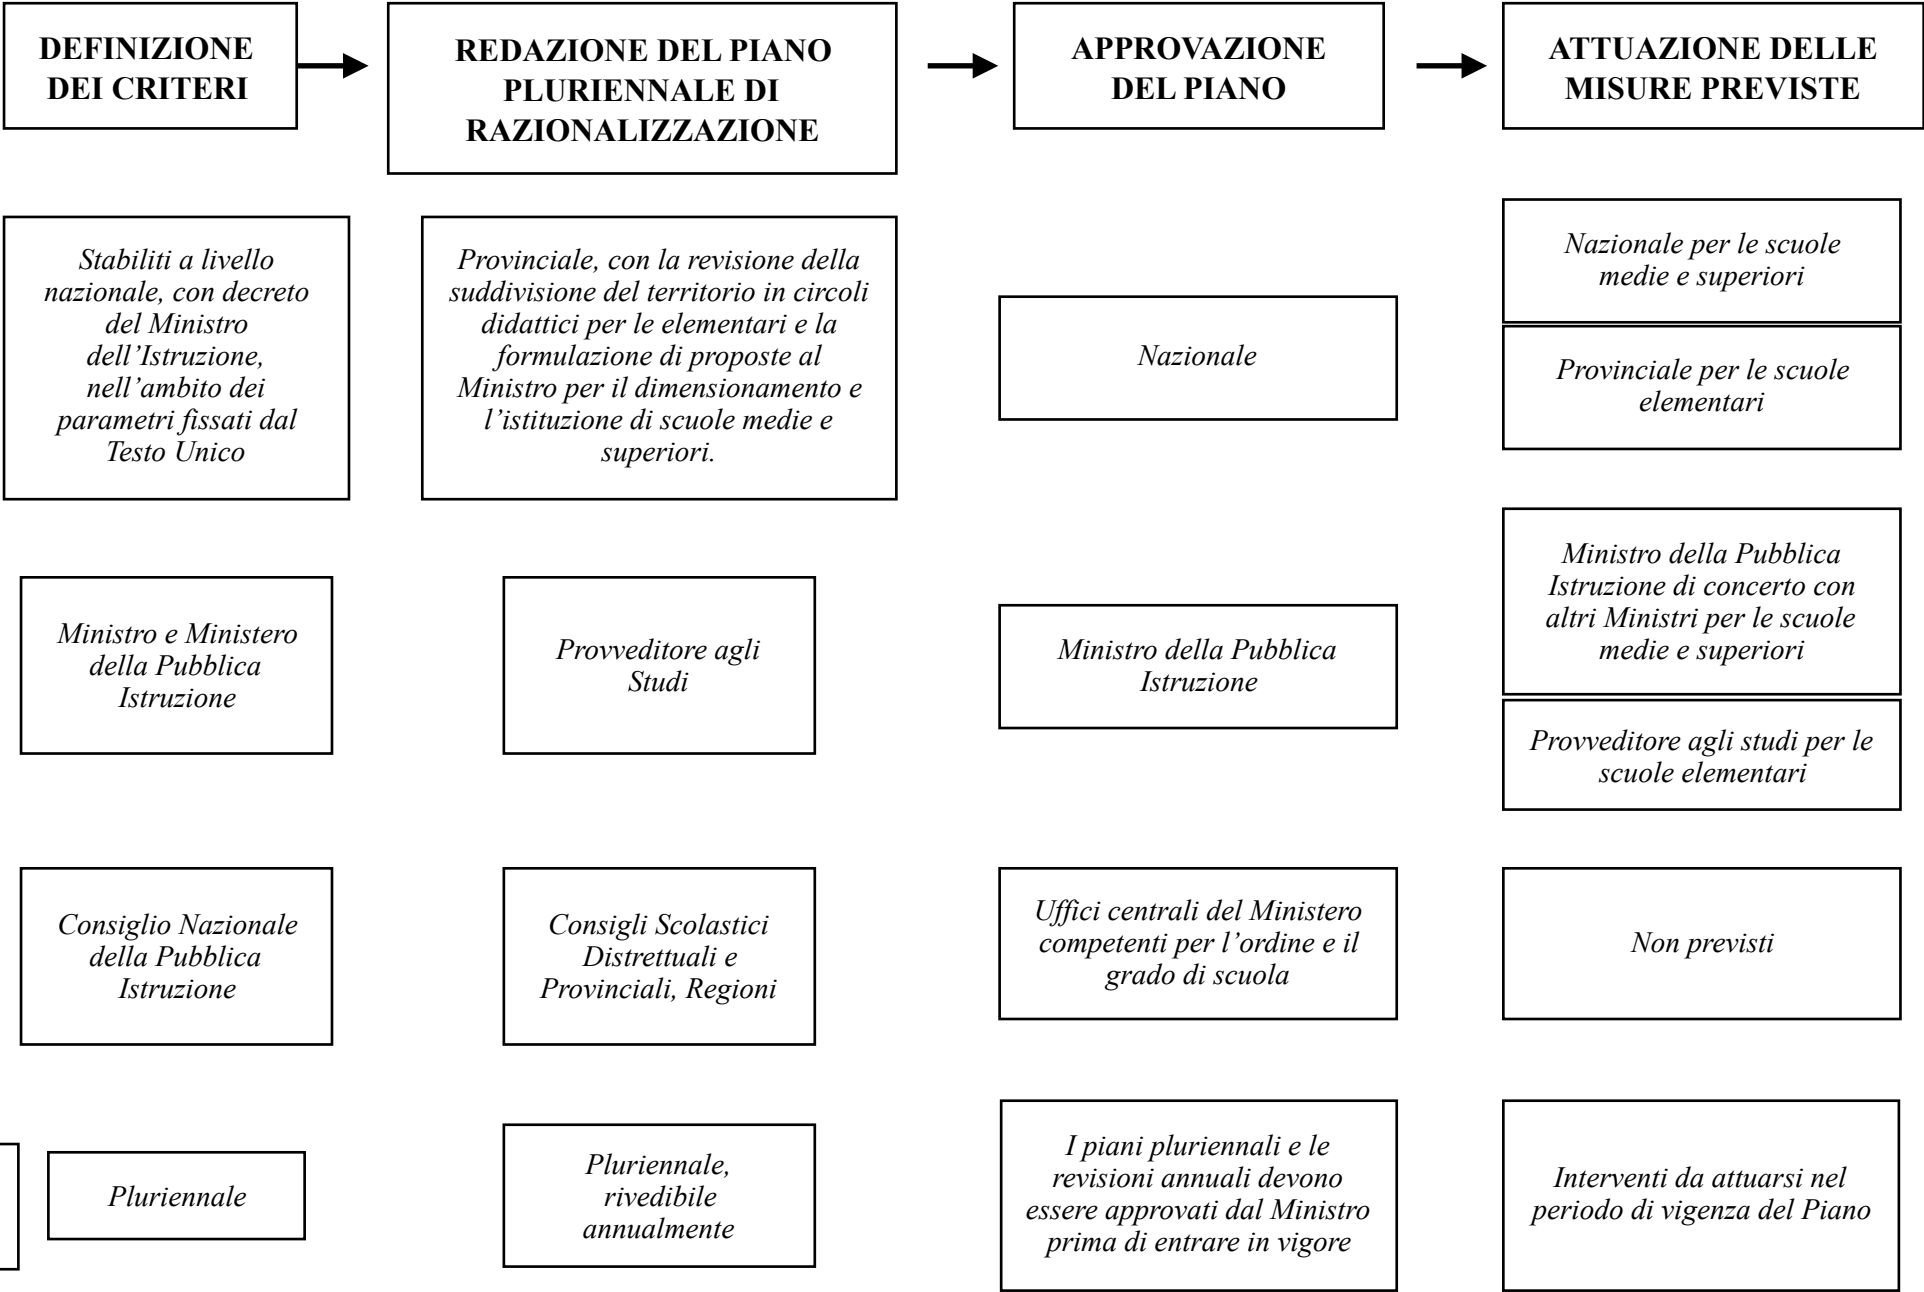 DEFINIZIONE
DEI CRITERI
REDAZIONE DEL PIANO
PLURIENNALE DI
RAZIONALIZZAZIONE
APPROVAZIONE
DEL PIANO
ATTUAZIONE DELLE
MISURE PREVISTE
Stabiliti a livello
nazionale, con decreto
del Ministro
dell’Istruzione,
nell’ambito dei
parametri fissati dal
Testo Unico
Provinciale, con la revisione della
suddivisione del territorio in circoli
didattici per le elementari e la
formulazione di proposte al
Ministro per il dimensionamento e
l’istituzione di scuole medie e
superiori.
Nazionale
Nazionale per le scuole
medie e superiori
Provinciale per le scuole
elementari
Ministro e Ministero
della Pubblica
Istruzione
Provveditore agli
Studi
Ministro della Pubblica
Istruzione
Ministro della Pubblica
Istruzione di concerto con
altri Ministri per le scuole
medie e superiori
Provveditore agli studi per le
scuole elementari
Consiglio Nazionale
della Pubblica
Istruzione
Consigli Scolastici
Distrettuali e
Provinciali, Regioni
Uffici centrali del Ministero
competenti per l’ordine e il
grado di scuola
Non previsti
Pluriennale
Pluriennale,
rivedibile
annualmente
I piani pluriennali e le
revisioni annuali devono
essere approvati dal Ministro
prima di entrare in vigore
Interventi da attuarsi nel
periodo di vigenza del Piano